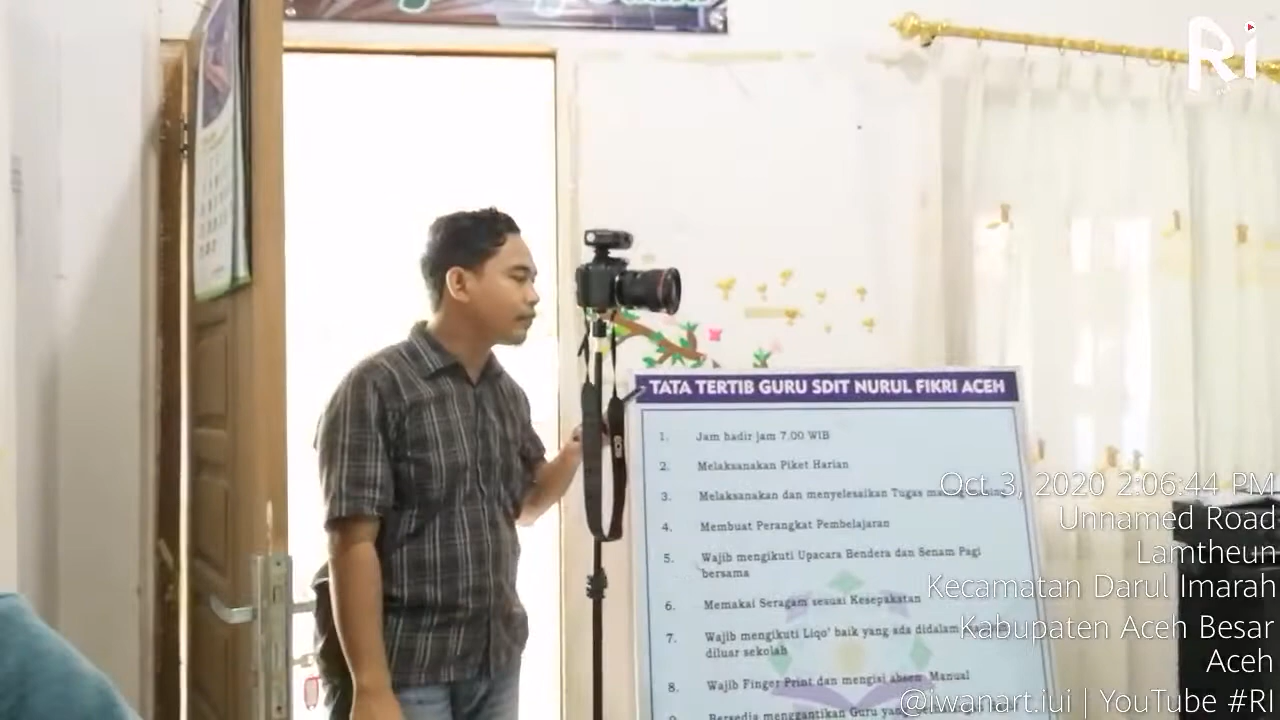 Ri
TATA TERTIB GURU SDIT NURUL FIKRI ACEH
1. Jam hadir jam 7.00 WIB
2. Melaksanakan Piket Harian
3. Melaksanakan dan menyelesaikan Tugas
4. Membuat Perangkat Pembelajaran
5. Wajib mengikuti Upacara Bendera dan Senam Pagi
bersama
6. Memakai Seragam sesuai Kesepakatan
7. Wajib mengikuti Liqo' baik yang ada didalam
diluar sekolah
8. Wajib Finger Print dan mengisi absen Manual
9. Bersedia menggantikan Guru yang
Oct 3, 2020 2:06:44 PM
Unnamed Road
Lamtheun
Kecamatan Darul Imarah
Kabupaten Aceh Besar
Aceh
@iwanart.iui | YouTube #RI